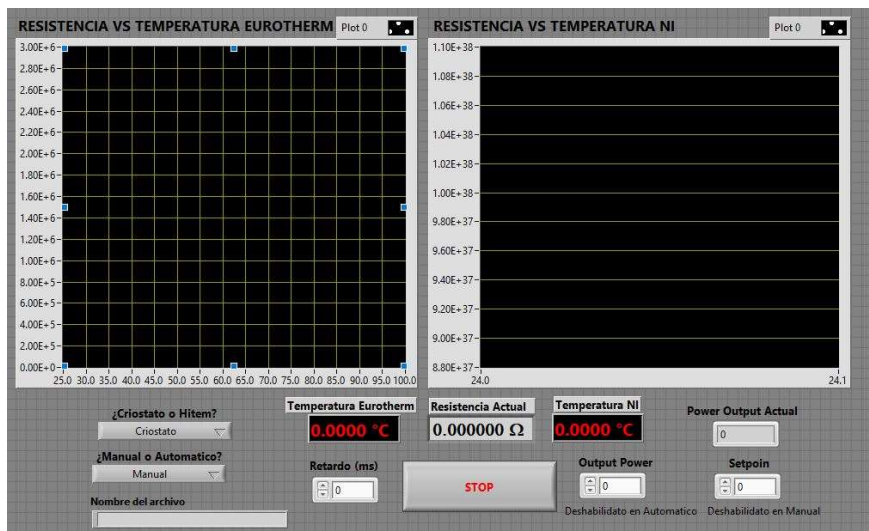 RESISTENCIA VS TEMPERATURA EUROTHERM
Plot 0
3.00E+6
2.80E+6
2.60E+6
2.40E+6
2.20E+6
2.00E+6
1.80E+6
1.60E+6
1.40E+6
1.20E+6
1.00E+6
8.00E+5
6.00E+5
4.00E+5
2.00E+5
0.00E+0
25.0 30.0 35.0 40.0 45.0 50.0 55.0 60.0 65.0 70.0 75.0 80.0 85.0 90.0 95.0 100.0
RESISTENCIA VS TEMPERATURA NI
Plot 0
1.10E+38
1.08E+38
1.06E+38
1.04E+38
1.02E+38
1.00E+38
9.80E+37
9.60E+37
9.40E+37
9.20E+37
9.00E+37
8.80E+37
24.0 24.1
¿Criostato o Hitem?
Criostato
¿Manual o Automatico?
Manual
Nombre del archivo
Temperatura Eurotherm
0.0000 °C
Resistencia Actual
0.000000 Ω
Temperatura NI
0.0000 °C
Power Output Actual
0
Retardo (ms)
0
STOP
Output Power
0
Deshabilidato en Automatico
Setpoin
0
Deshabilidato en Manual